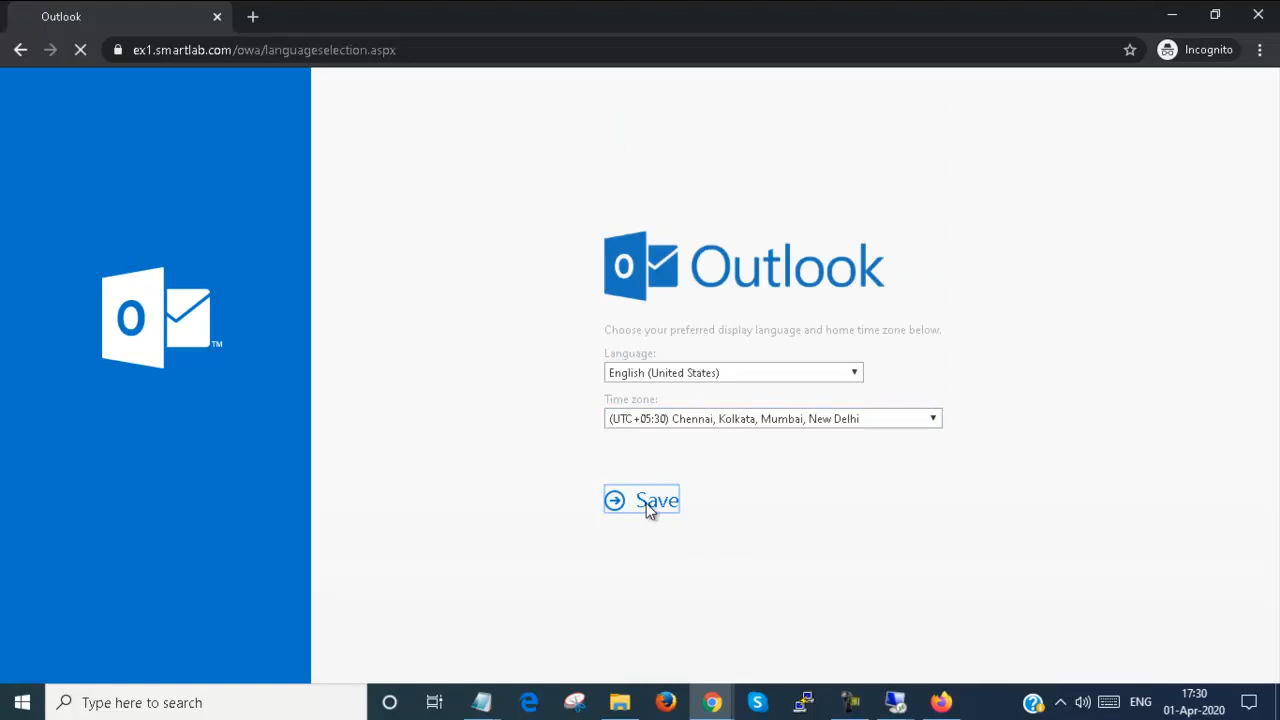 Outlook
ex1.smartlab.com/owa/languageselection.aspx
Incognito
O
TM
O
Outlook
Choose your preferred display language and home time zone below.
Language:
English (United States)
Time zone:
(UTC+05:30) Chennai, Kolkata, Mumbai, New Delhi
Save
Type here to search
ENG
17:30
01-Apr-2020